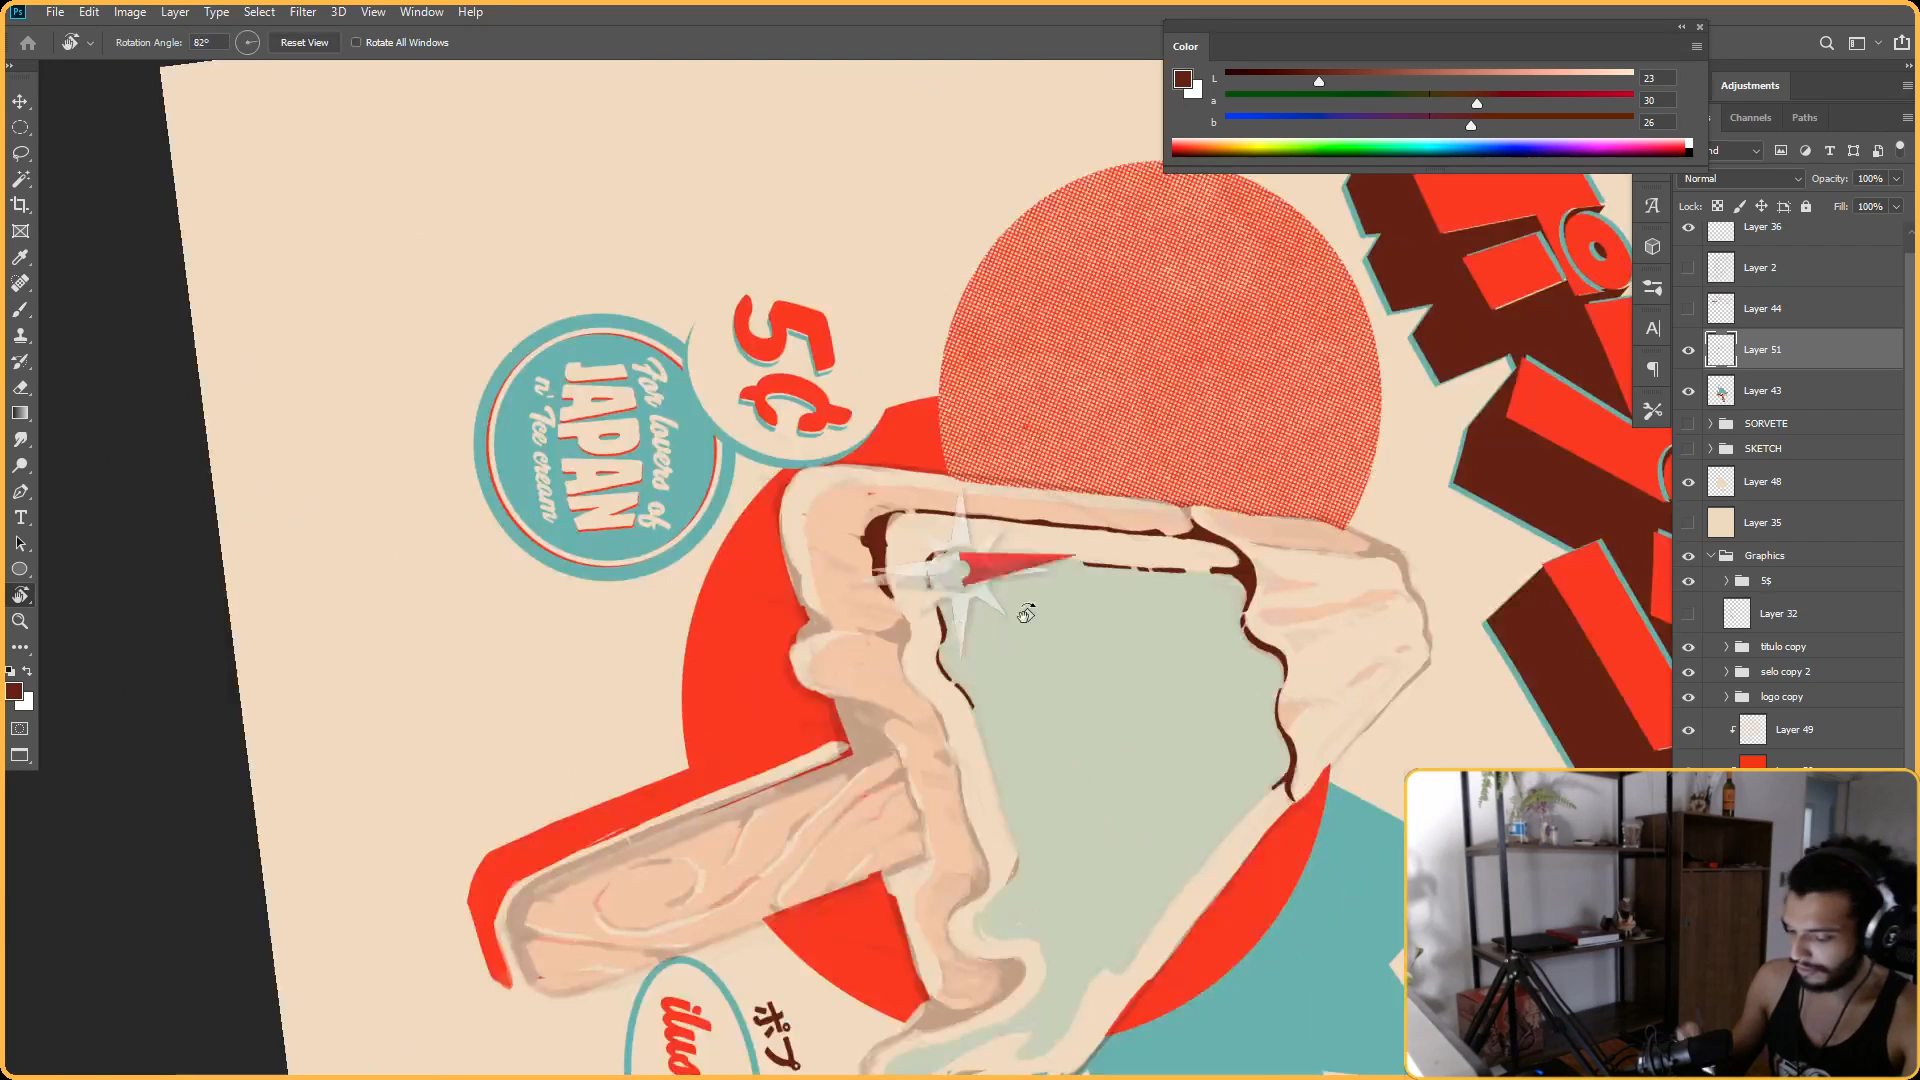 Ps File Edit Image Layer Type Select Filter 3D View Window Help
Rotation Angle: 82° Reset View Rotate All Windows
Color
L 23
a 30
b 26
Adjustments
Channels Paths
Normal Opacity: 100%
Lock: Fill: 100%
Layer 36
Layer 2
Layer 44
Layer 51
Layer 43
SORVETE
SKETCH
Layer 48
Layer 35
Graphics
5$
Layer 32
titulo copy
selo copy 2
logo copy
Layer 49
5¢
For lovers of
JAPAN
n' Ice cream
ポプ